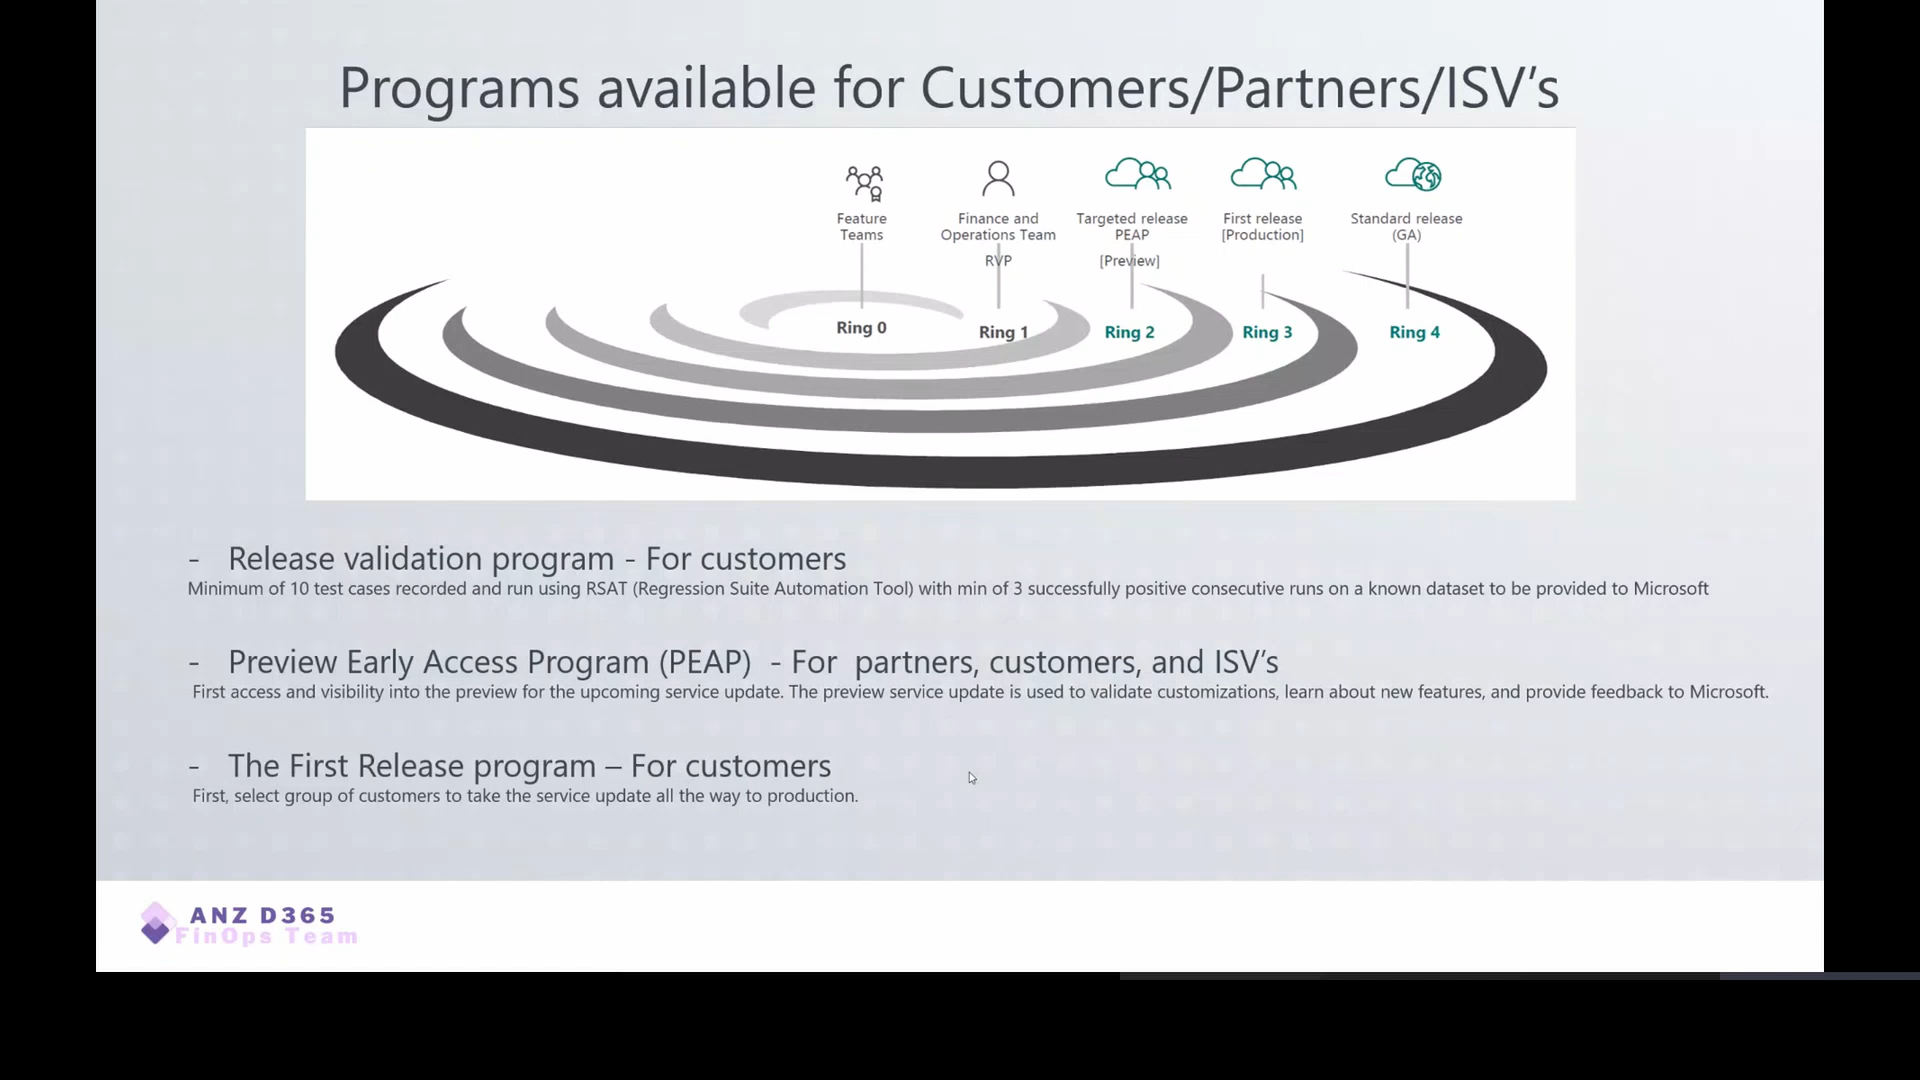 Programs available for Customers/Partners/ISV's
Feature
Teams
Finance and
Operations Team
RVP
Targeted release
PEAP
[Preview]
First release
[Production]
Standard release
(GA)
Ring 0
Ring 1
Ring 2
Ring 3
Ring 4
- Release validation program - For customers
Minimum of 10 test cases recorded and run using RSAT (Regression Suite Automation Tool) with min of 3 successfully positive consecutive runs on a known dataset to be provided to Microsoft
- Preview Early Access Program (PEAP) - For partners, customers, and ISV's
First access and visibility into the preview for the upcoming service update. The preview service update is used to validate customizations, learn about new features, and provide feedback to Microsoft.
- The First Release program – For customers
First, select group of customers to take the service update all the way to production.
ANZ D365
FinOps Team